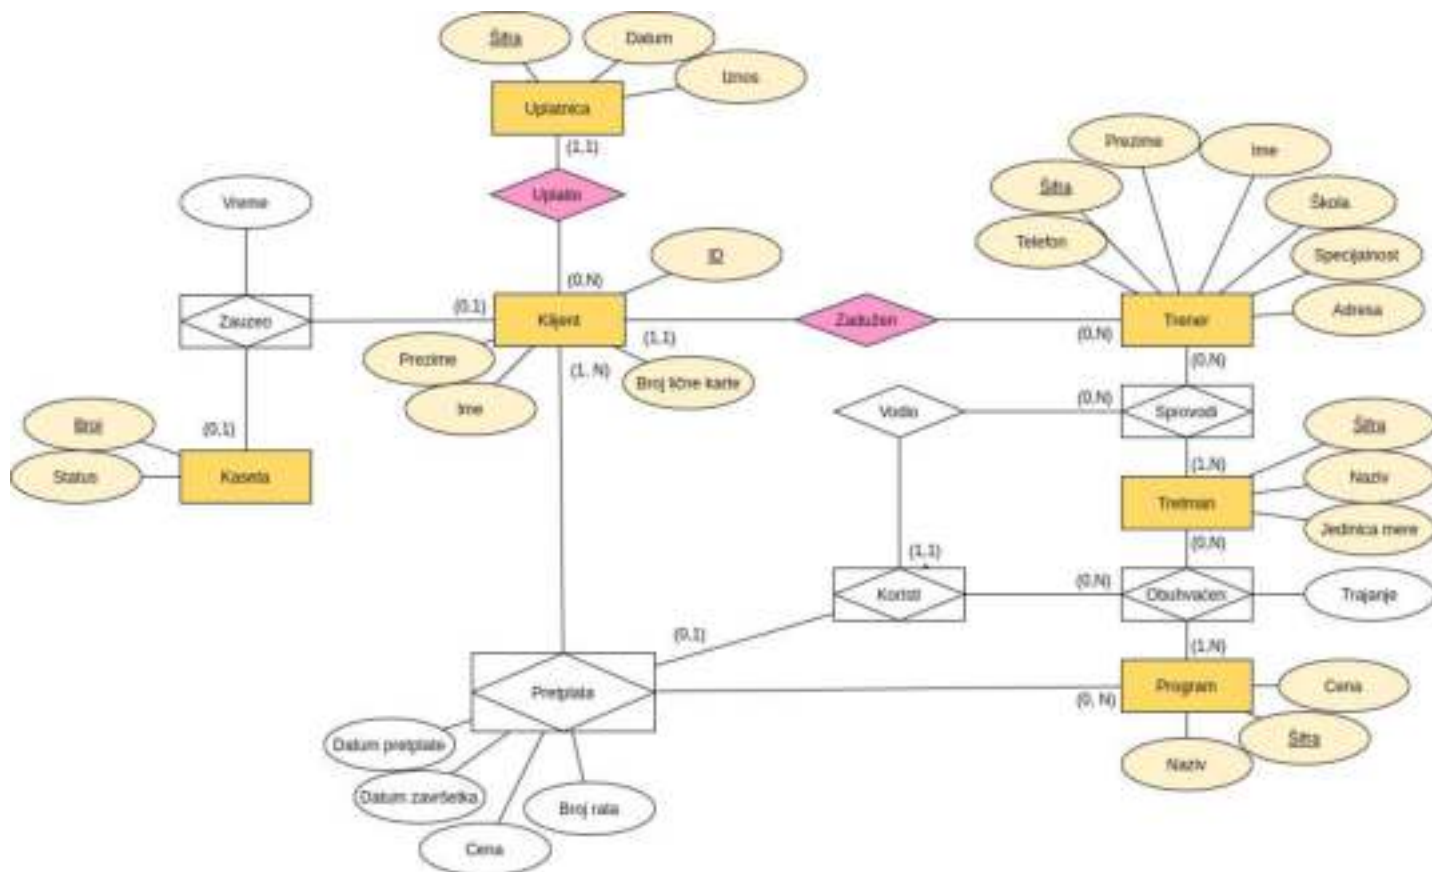 Šifra
Datum
Iznos
Uplatnica
(1,1)
Uplatio
(0,N)
Vreme
Zauzeo
(0,1)
Klijent
ID
(1,1)
Prezime
Ime
(1, N)
Broj lične karte
Zadužen
Prezime
Ime
Šifra
Škola
Telefon
Specijalnost
Adresa
Trener
(0,N)
(0,N)
Vodio
(0,N)
Sprovodi
(1,N)
Šifra
Naziv
Jedinica mere
Tretman
(0,N)
Broj
Status
(0,1)
Kaseta
(1,1)
Koristi
(0,N)
Obuhvaćen
Trajanje
(0,1)
(1,N)
Pretplata
(0, N)
Program
Cena
Šifra
Naziv
Datum pretplate
Datum završetka
Cena
Broj rata